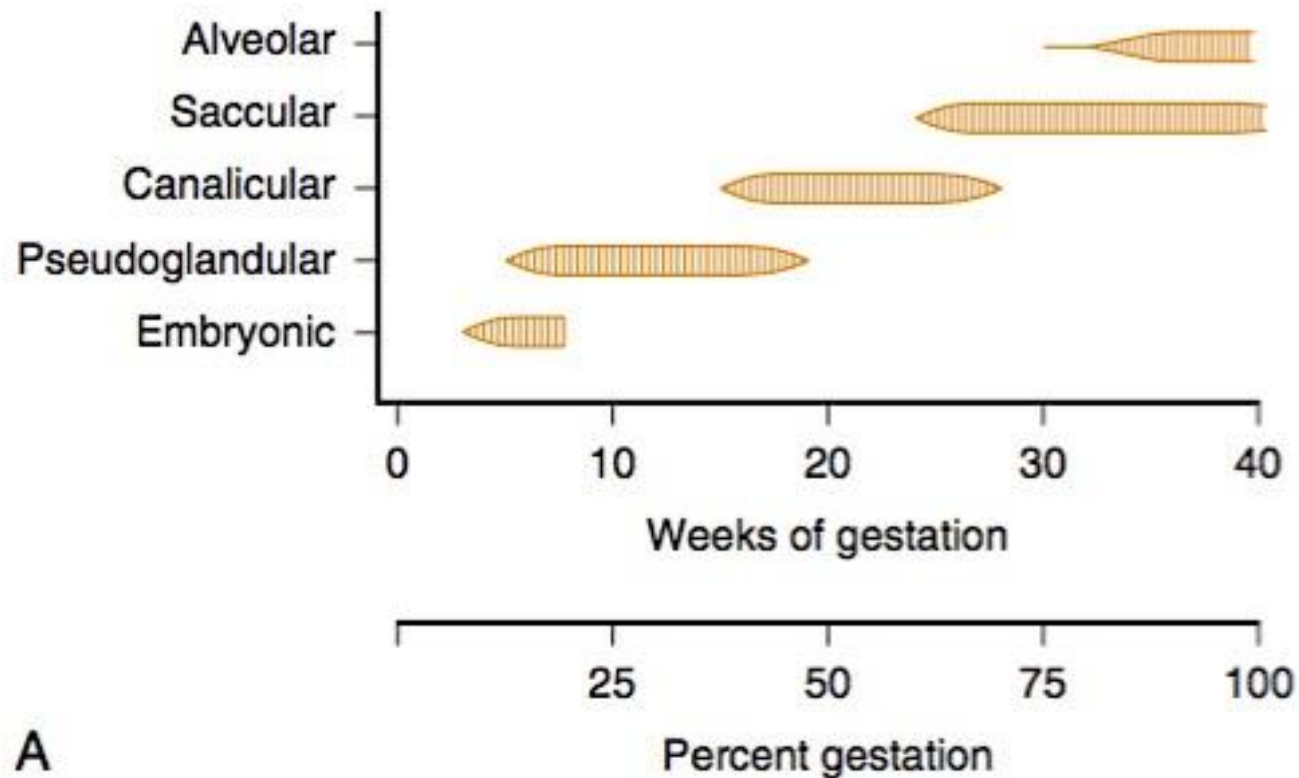 Alveolar
Saccular
Canalicular
Pseudoglandular
Embryonic
0 10 20 30 40
Weeks of gestation
25 50 75 100
Percent gestation
A